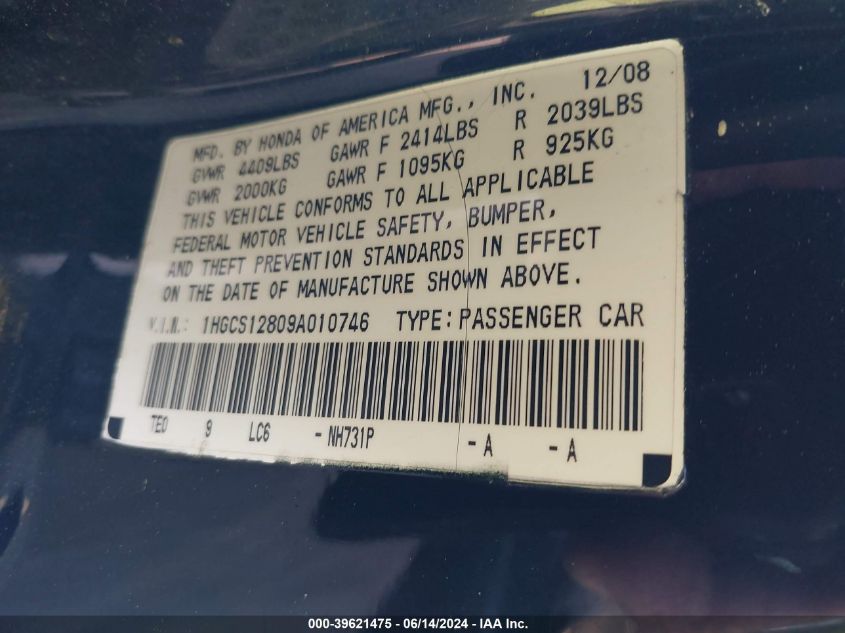 12/08
MFD. BY HONDA OF AMERICA MFG., INC.
GVWR 4409LBS GAWR F 2414LBS R 2039LBS
GVWR 2000KG GAWR F 1095KG R 925KG
THIS VEHICLE CONFORMS TO ALL APPLICABLE
FEDERAL MOTOR VEHICLE SAFETY, BUMPER,
AND THEFT PREVENTION STANDARDS IN EFFECT
ON THE DATE OF MANUFACTURE SHOWN ABOVE.
V.I.N.: 1HGCS12809A010746 TYPE:PASSENGER CAR
TE0 9 LC6 -NH731P -A -A
000-39621475 - 06/14/2024 - IAA Inc.